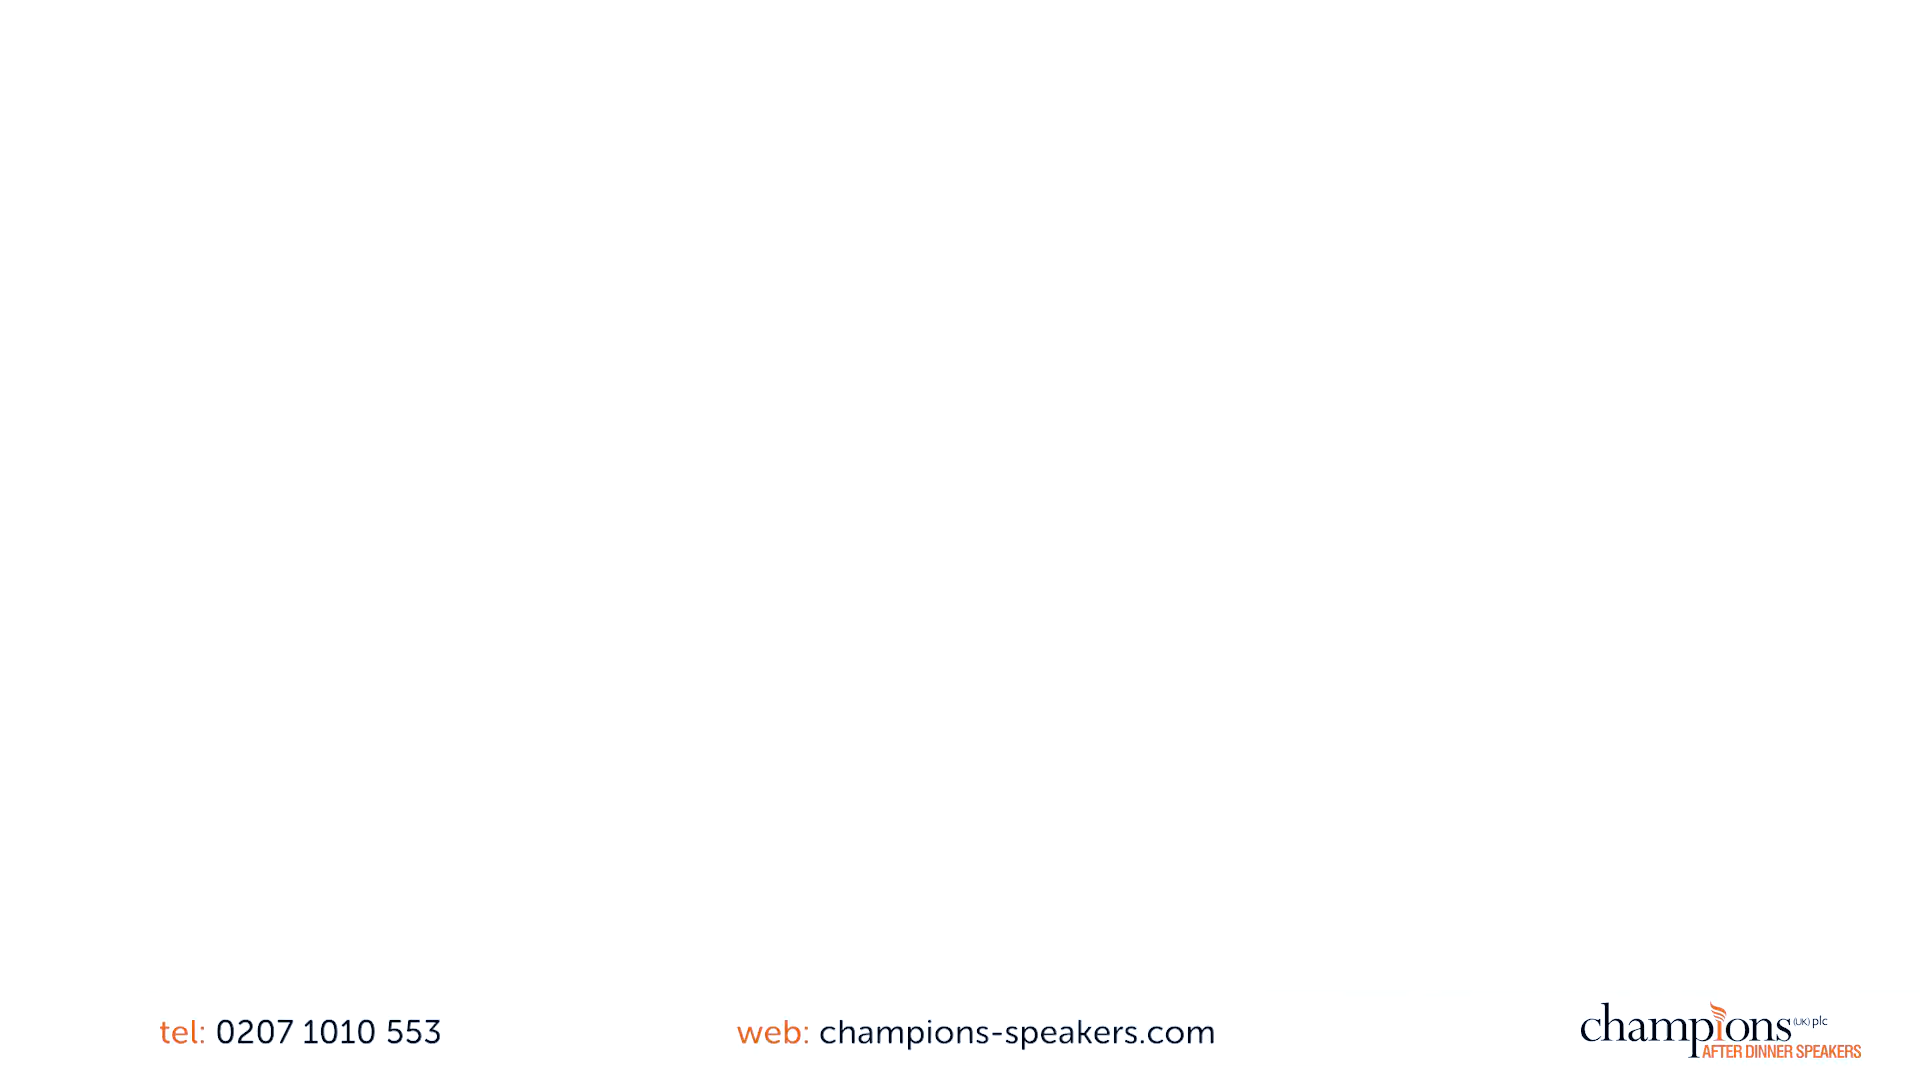 tel: 0207 1010 553
web: champions-speakers.com
champions (UK) plc
AFTER DINNER SPEAKERS